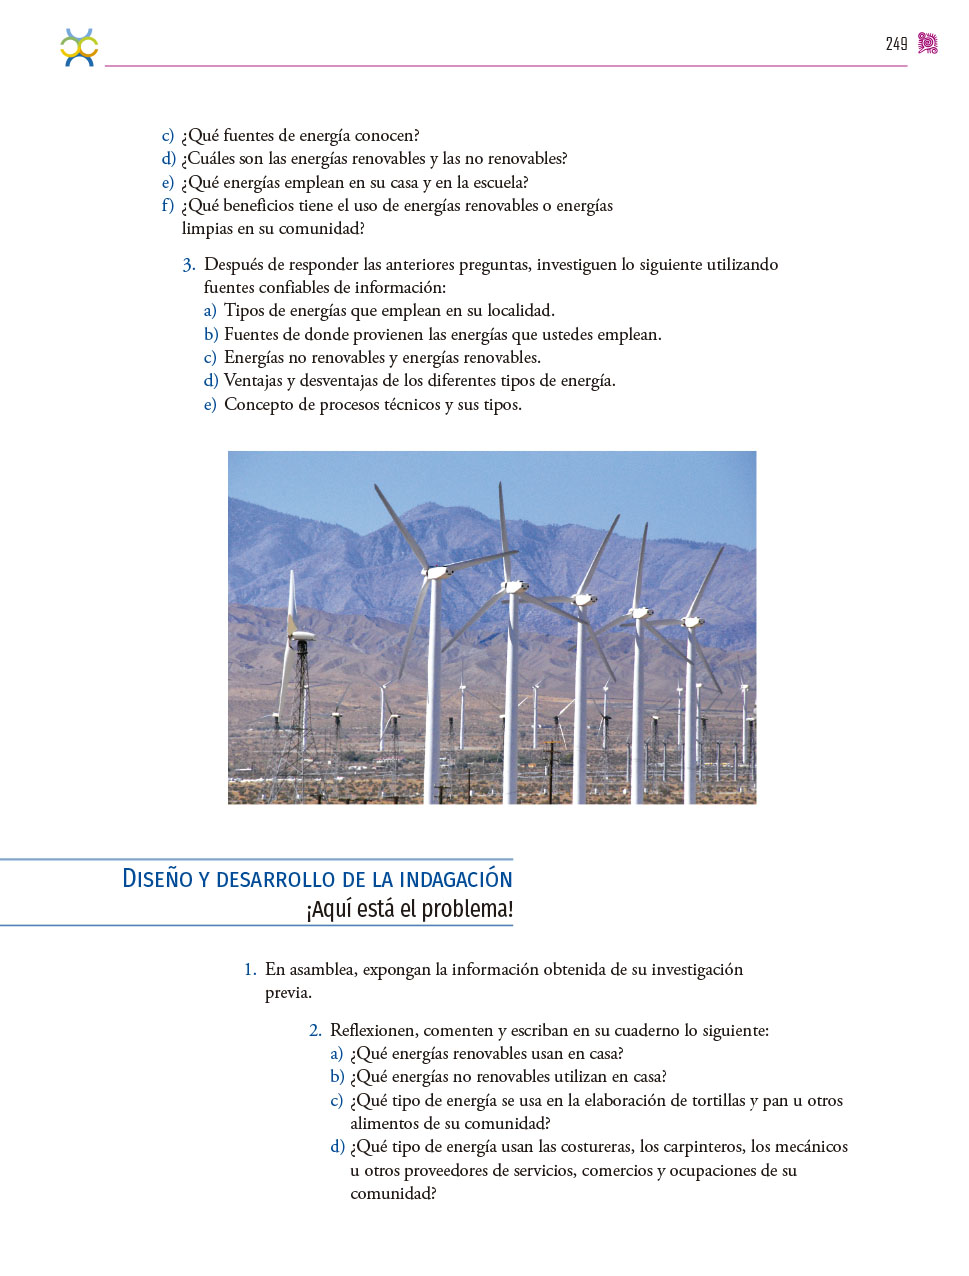 249
c) ¿Qué fuentes de energía conocen?
d) ¿Cuáles son las energías renovables y las no renovables?
e) ¿Qué energías emplean en su casa y en la escuela?
f) ¿Qué beneficios tiene el uso de energías renovables o energías
limpias en su comunidad?
3. Después de responder las anteriores preguntas, investiguen lo siguiente utilizando
fuentes confiables de información:
a) Tipos de energías que emplean en su localidad.
b) Fuentes de donde provienen las energías que ustedes emplean.
c) Energías no renovables y energías renovables.
d) Ventajas y desventajas de los diferentes tipos de energía.
e) Concepto de procesos técnicos y sus tipos.
Diseño y desarrollo de la indagación
¡Aquí está el problema!
1. En asamblea, expongan la información obtenida de su investigación
previa.
2. Reflexionen, comenten y escriban en su cuaderno lo siguiente:
a) ¿Qué energías renovables usan en casa?
b) ¿Qué energías no renovables utilizan en casa?
c) ¿Qué tipo de energía se usa en la elaboración de tortillas y pan u otros
alimentos de su comunidad?
d) ¿Qué tipo de energía usan las costureras, los carpinteros, los mecánicos
u otros proveedores de servicios, comercios y ocupaciones de su
comunidad?